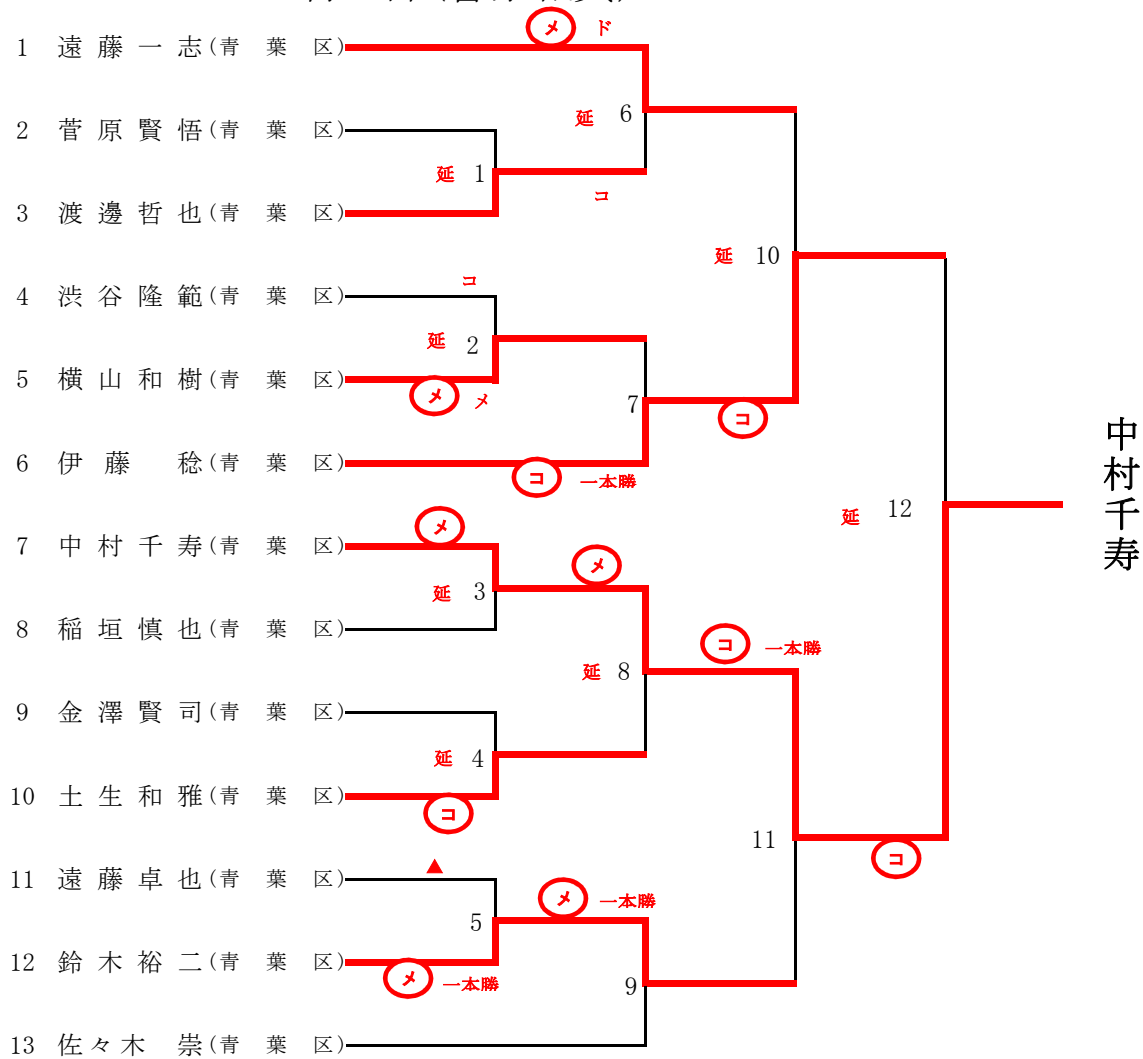 メ ド
1 遠藤一志(青葉区)
延 6
2 菅原賢悟(青葉区)
延 1
コ
3 渡邊哲也(青葉区)
延 10
コ
4 渋谷隆範(青葉区)
延 2
5 横山和樹(青葉区)
メ メ
7
コ
6 伊藤 稔(青葉区)
コ 一本勝
中村千寿
延 12
メ
7 中村千寿(青葉区)
メ
延 3
8 稲垣慎也(青葉区)
コ 一本勝
延 8
9 金澤賢司(青葉区)
延 4
10 土生和雅(青葉区)
コ
11
コ
▲
11 遠藤卓也(青葉区)
メ 一本勝
5
12 鈴木裕二(青葉区)
メ 一本勝
9
13 佐々木 崇(青葉区)